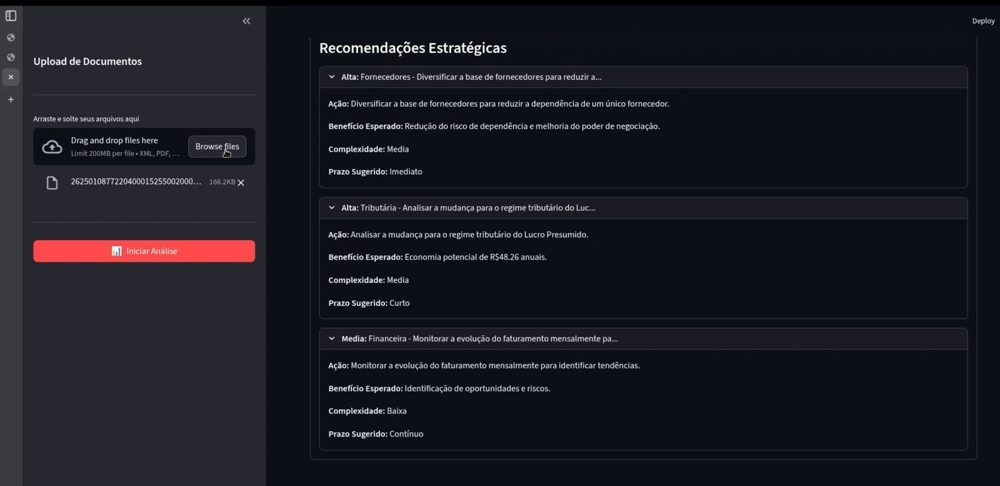 Deploy
Upload de Documentos
Arraste e solte seus arquivos aqui
Drag and drop files here
Limit 200MB per file • XML, PDF, ...
Browse files
2625010877220400015255002000... 166.2KB
Iniciar Análise
Recomendações Estratégicas
Alta: Fornecedores - Diversificar a base de fornecedores para reduzir a...
Ação: Diversificar a base de fornecedores para reduzir a dependência de um único fornecedor.
Benefício Esperado: Redução do risco de dependência e melhoria do poder de negociação.
Complexidade: Media
Prazo Sugerido: Imediato
Alta: Tributária - Analisar a mudança para o regime tributário do Luc...
Ação: Analisar a mudança para o regime tributário do Lucro Presumido.
Benefício Esperado: Economia potencial de R$48.26 anuais.
Complexidade: Media
Prazo Sugerido: Curto
Media: Financeira - Monitorar a evolução do faturamento mensalmente pa...
Ação: Monitorar a evolução do faturamento mensalmente para identificar tendências.
Benefício Esperado: Identificação de oportunidades e riscos.
Complexidade: Baixa
Prazo Sugerido: Contínuo